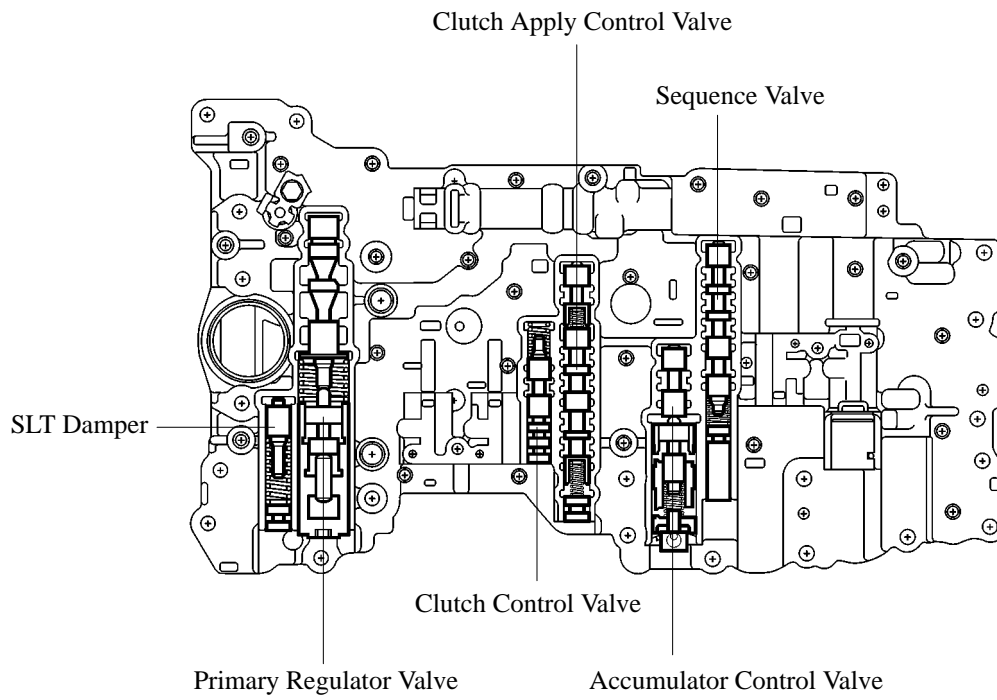 Clutch Apply Control Valve
Sequence Valve
SLT Damper
Clutch Control Valve
Primary Regulator Valve
Accumulator Control Valve